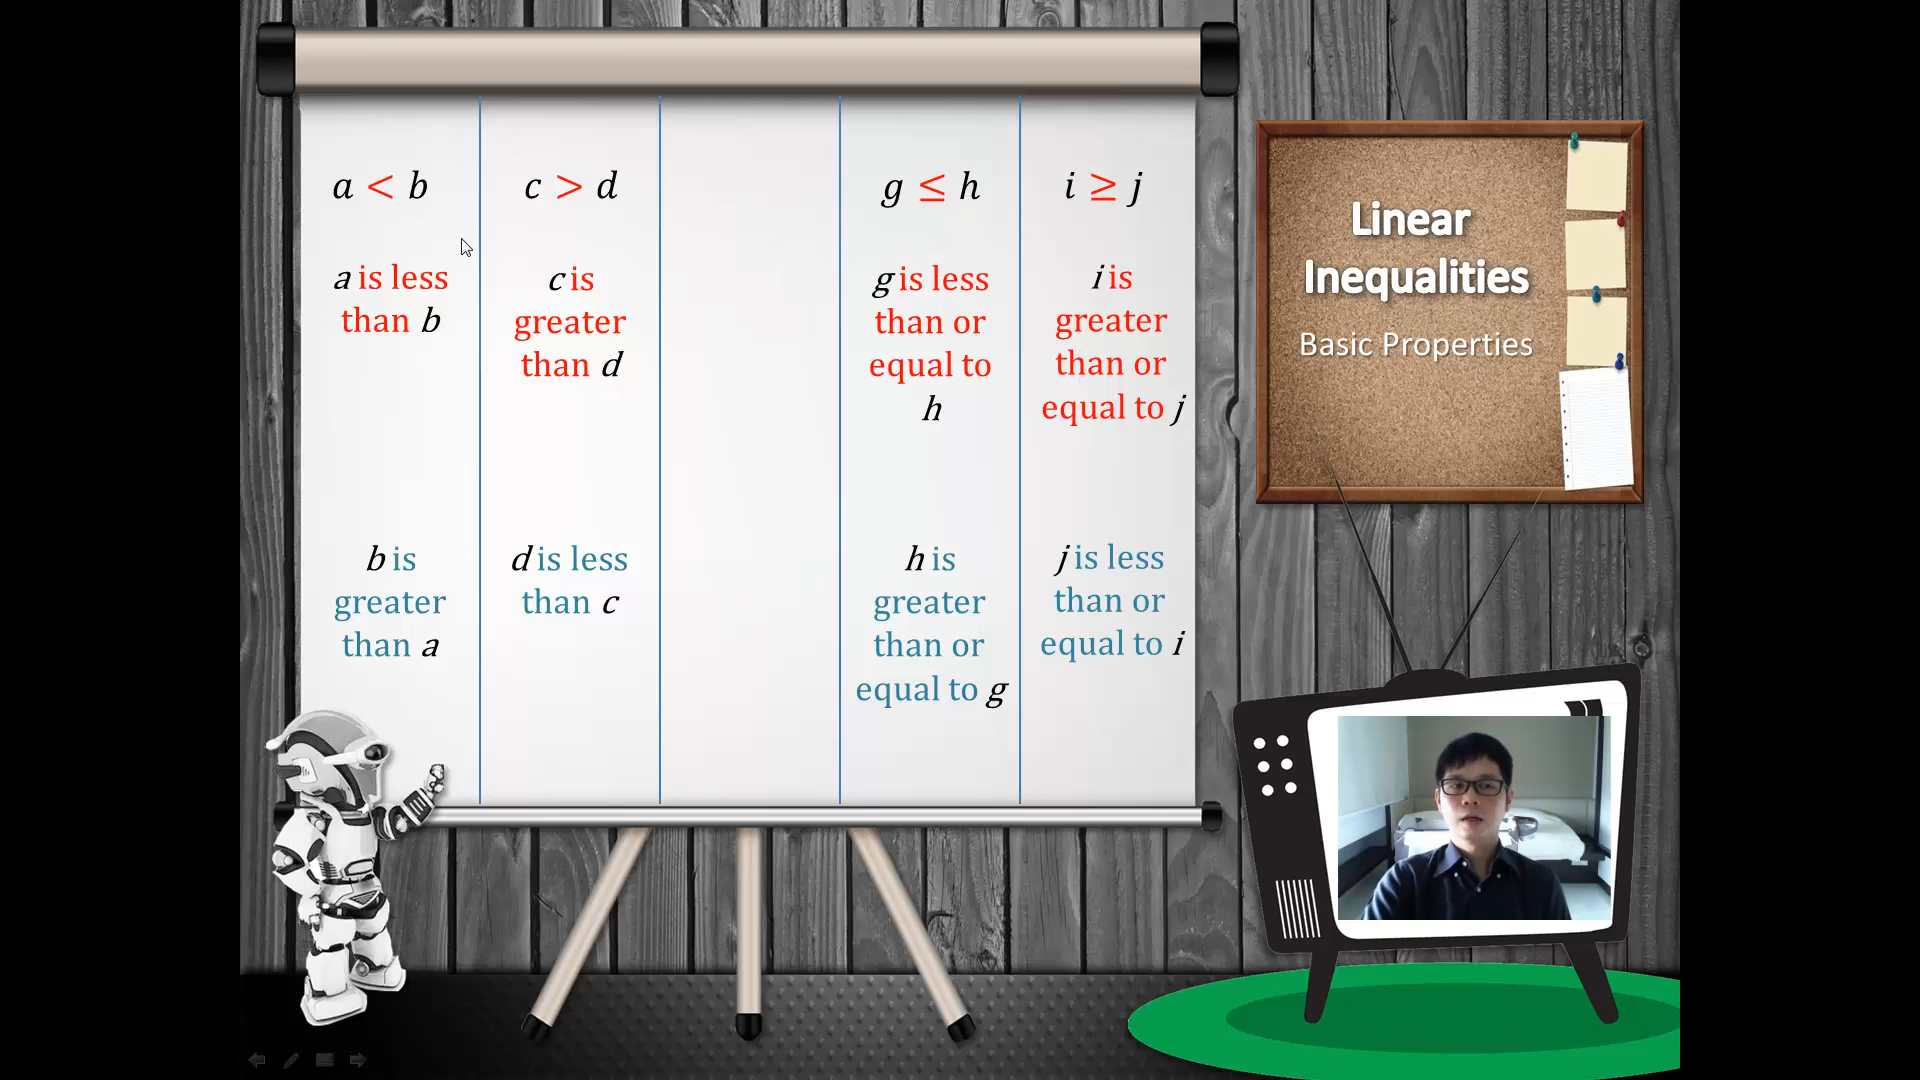 a < b
a is less
than b
b is
greater
than a
c > d
c is
greater
than d
d is less
than c
g ≤ h
g is less
than or
equal to
h
h is
greater
than or
equal to g
i ≥ j
i is
greater
than or
equal to j
j is less
than or
equal to i
Linear
Inequalities
Basic Properties